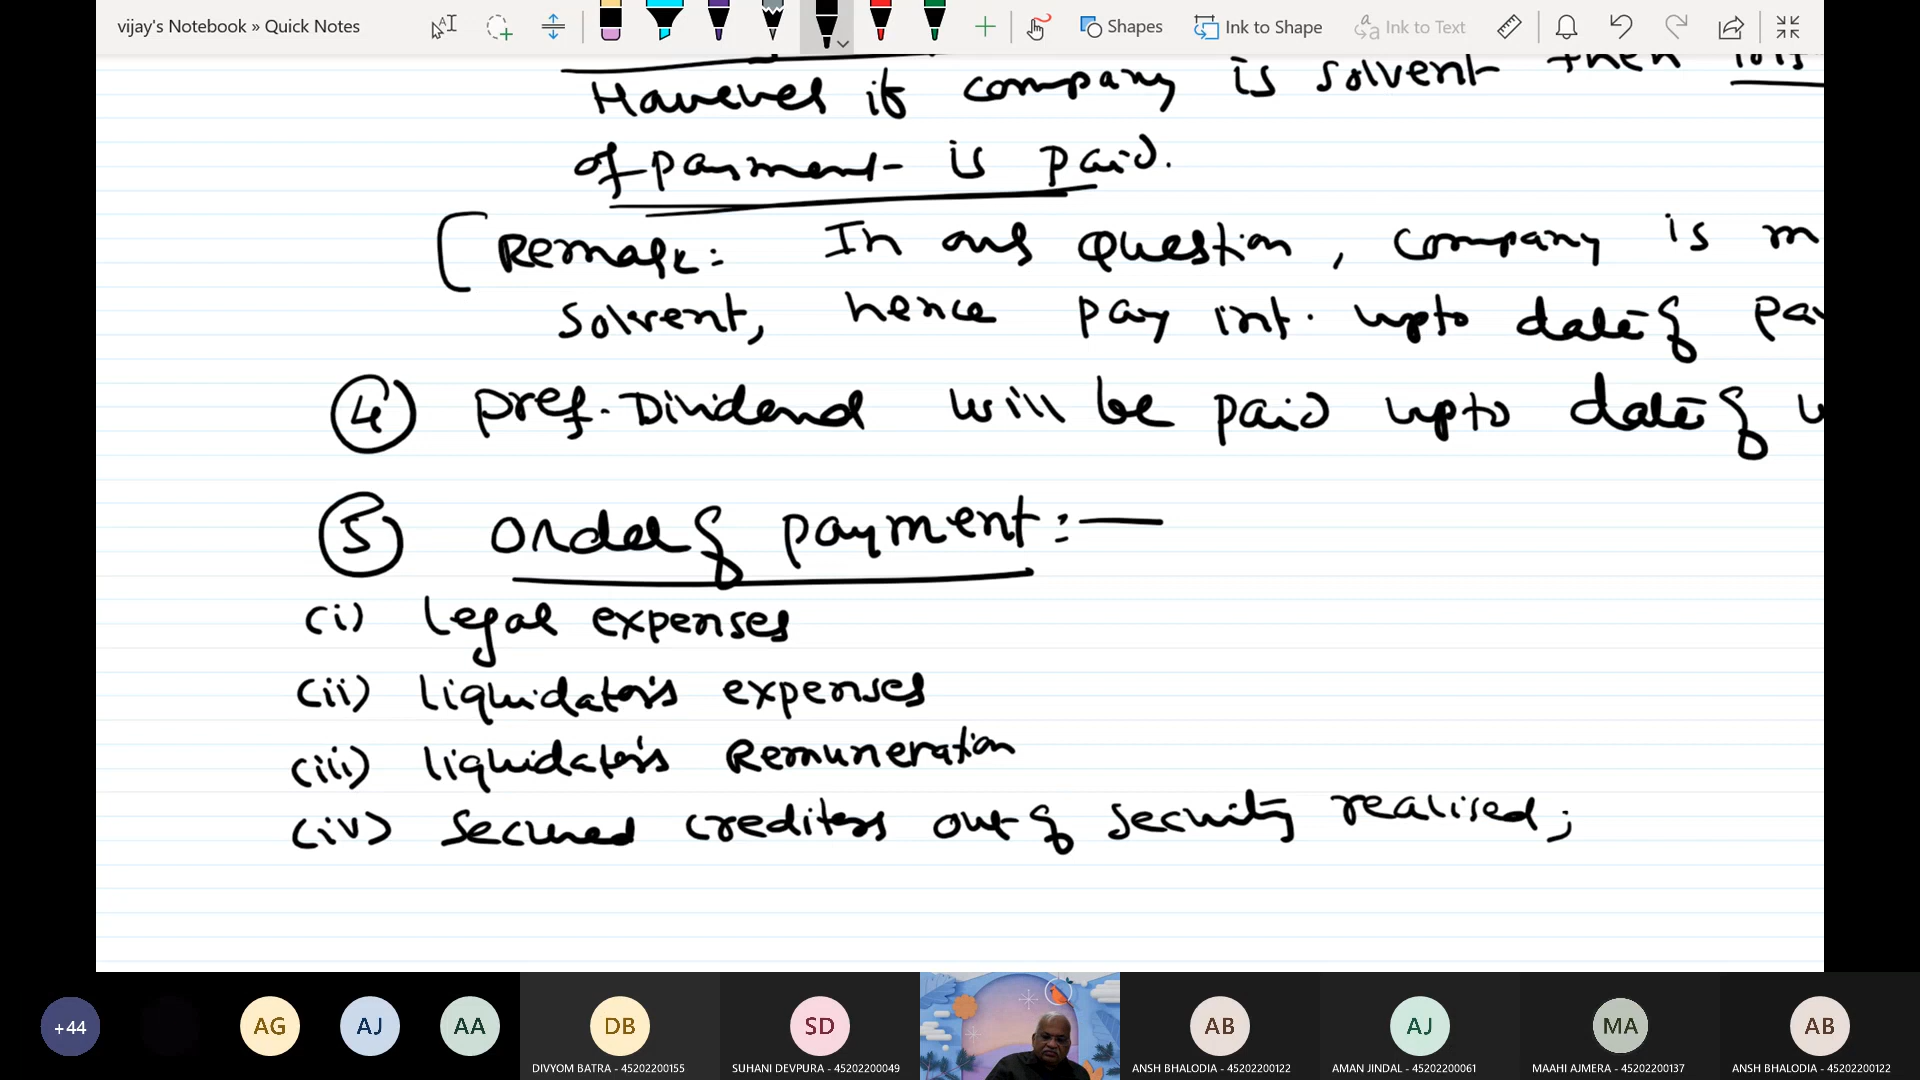 vijay's Notebook » Quick Notes Shapes Ink to Shape Ink to Text
However if company is solvent then
of payment is paid.
Remark: In our question, company is
solvent, hence pay int. upto date of
4 Pref. Dividend will be paid upto date of
5 Order of payment:—
(i) Legal expenses
(ii) liquidator's expenses
(iii) liquidator's Remuneration
(iv) Secured creditors out of security realised;
+44 AG AJ AA DB SD AB AJ MA AB
DIVYOM BATRA - 45202200155 SUHANI DEVPURA - 45202200049 ANSH BHALODIA - 45202200122 AMAN JINDAL - 45202200061 MAAHI AJMERA - 45202200137 ANSH BHALODIA - 45202200122